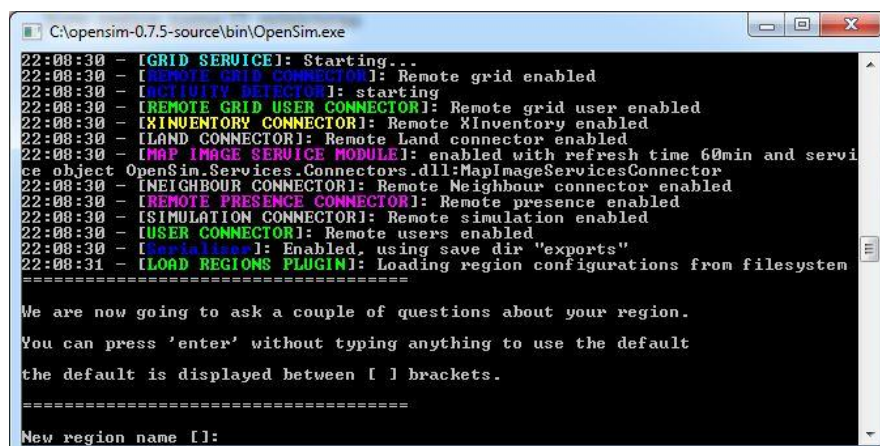 C:\opensim-0.7.5-source\bin\OpenSim.exe
22:08:30 - [GRID SERVICE]: Starting...
22:08:30 - [REMOTE GRID CONNECTOR]: Remote grid enabled
22:08:30 - [ACTIVITY DETECTOR]: starting
22:08:30 - [REMOTE GRID USER CONNECTOR]: Remote grid user enabled
22:08:30 - [XINVENTORY CONNECTOR]: Remote XInventory enabled
22:08:30 - [LAND CONNECTOR]: Remote Land connector enabled
22:08:30 - [MAP IMAGE SERVICE MODULE]: enabled with refresh time 60min and servi
ce object OpenSim.Services.Connectors.dll:MapImageServicesConnector
22:08:30 - [NEIGHBOUR CONNECTOR]: Remote Neighbour connector enabled
22:08:30 - [REMOTE PRESENCE CONNECTOR]: Remote presence enabled
22:08:30 - [SIMULATION CONNECTOR]: Remote simulation enabled
22:08:30 - [USER CONNECTOR]: Remote users enabled
22:08:30 - [Serialiser]: Enabled, using save dir "exports"
22:08:31 - [LOAD REGIONS PLUGIN]: Loading region configurations from filesystem
=====================================
We are now going to ask a couple of questions about your region.
You can press 'enter' without typing anything to use the default
the default is displayed between [ ] brackets.
=====================================
New region name []: